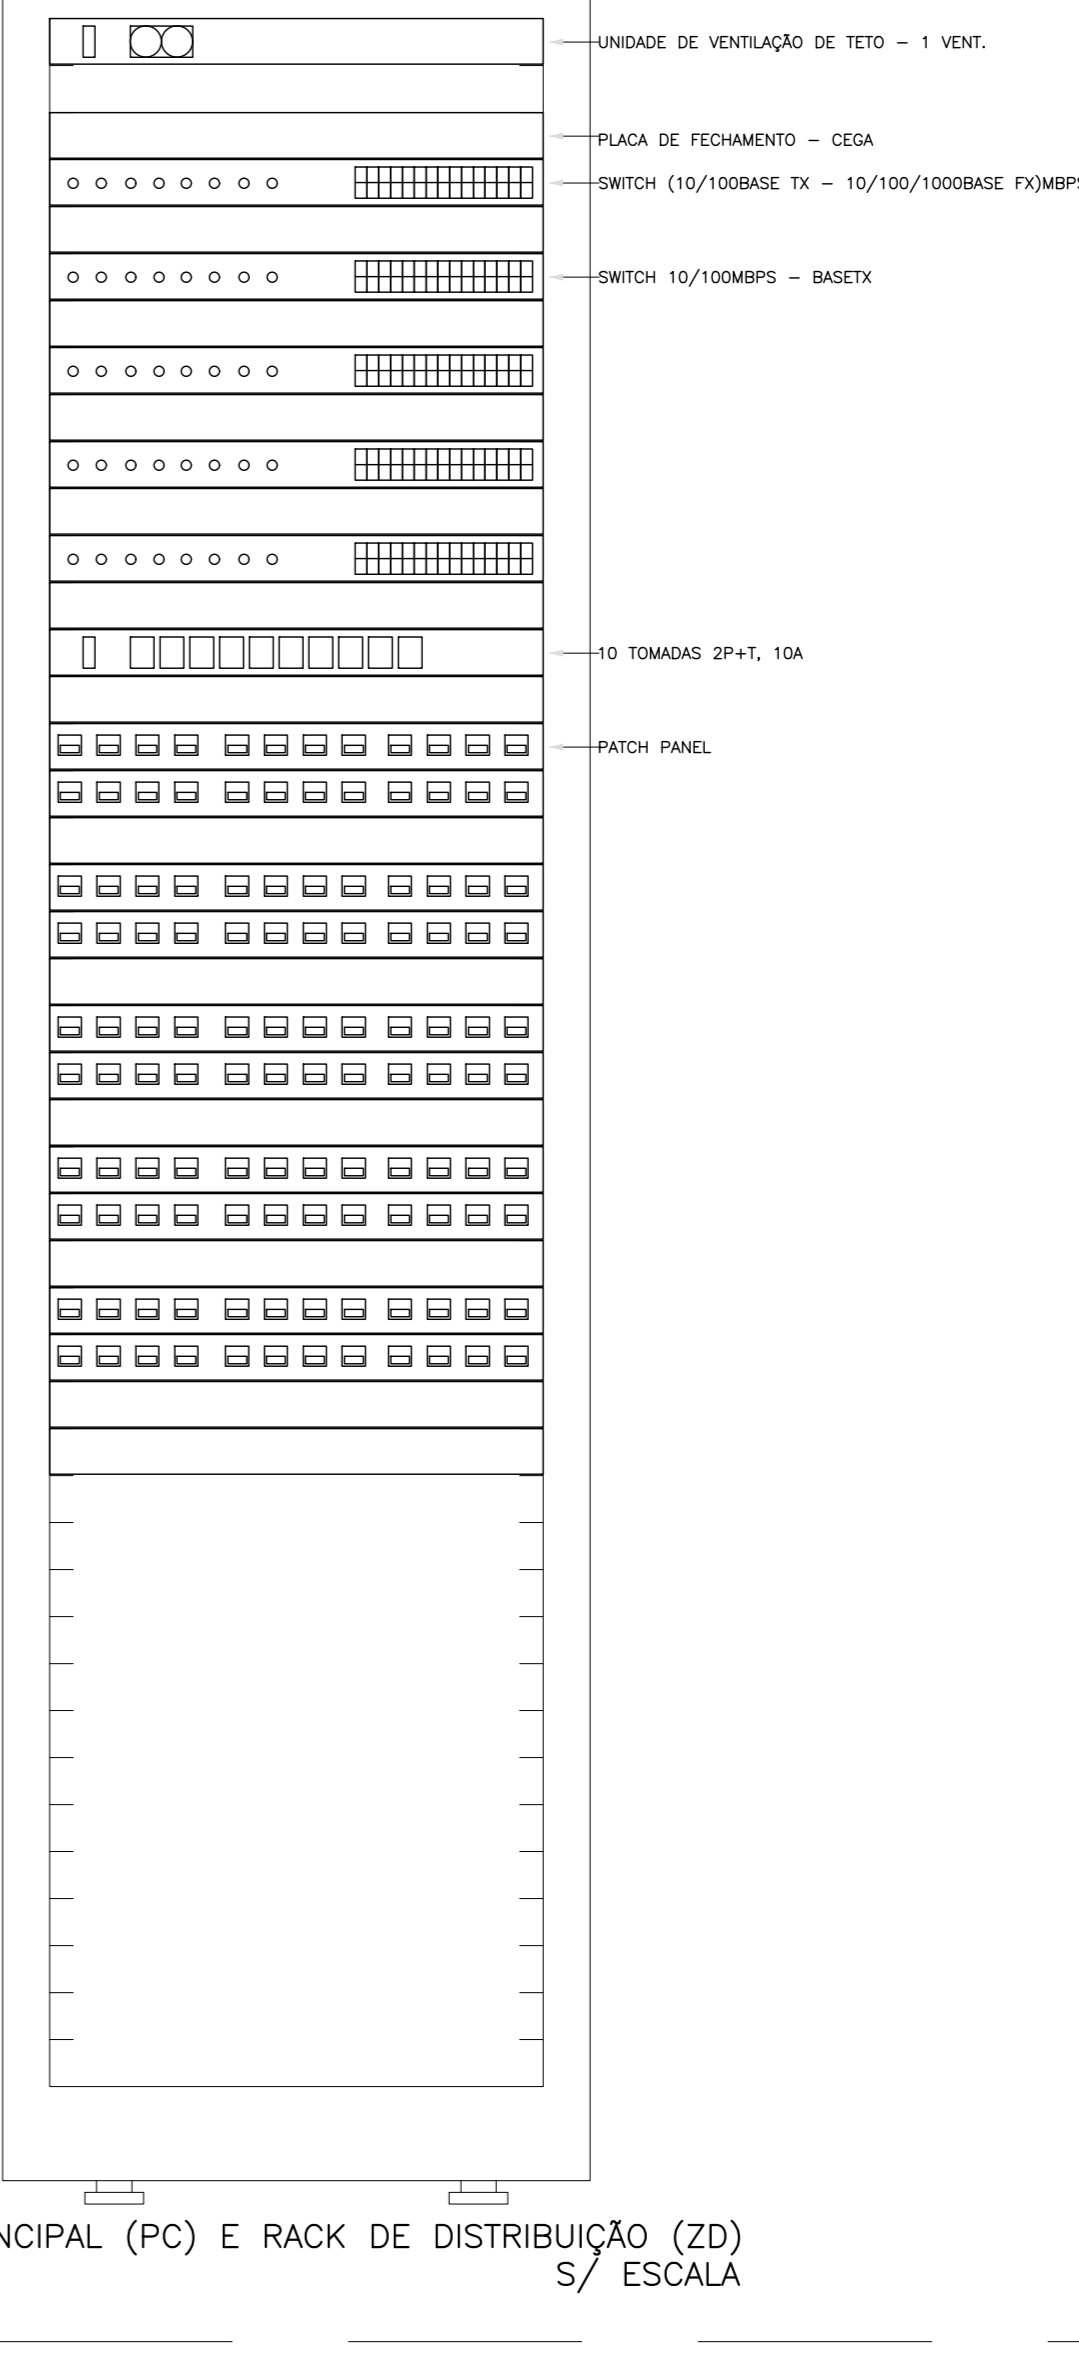 UNIDADE DE VENTILAÇÃO DE TETO – 1 VENT.
PLACA DE FECHAMENTO – CEGA
SWITCH (10/100BASE TX – 10/100/1000BASE FX)MBPS
SWITCH 10/100MBPS – BASETX
10 TOMADAS 2P+T, 10A
PATCH PANEL
NCIPAL (PC) E RACK DE DISTRIBUIÇÃO (ZD)
S/ ESCALA